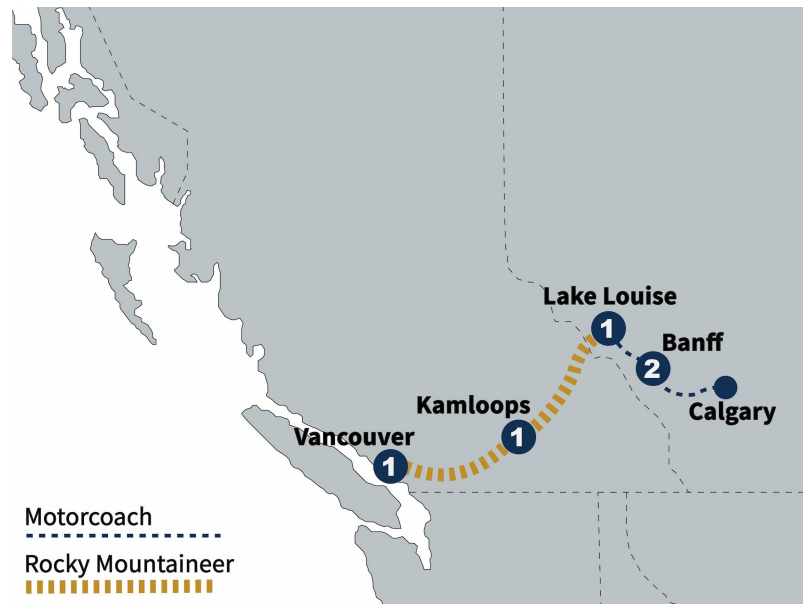 Lake Louise
1
Banff
2
Calgary
Kamloops
1
Vancouver
1
Motorcoach
Rocky Mountaineer